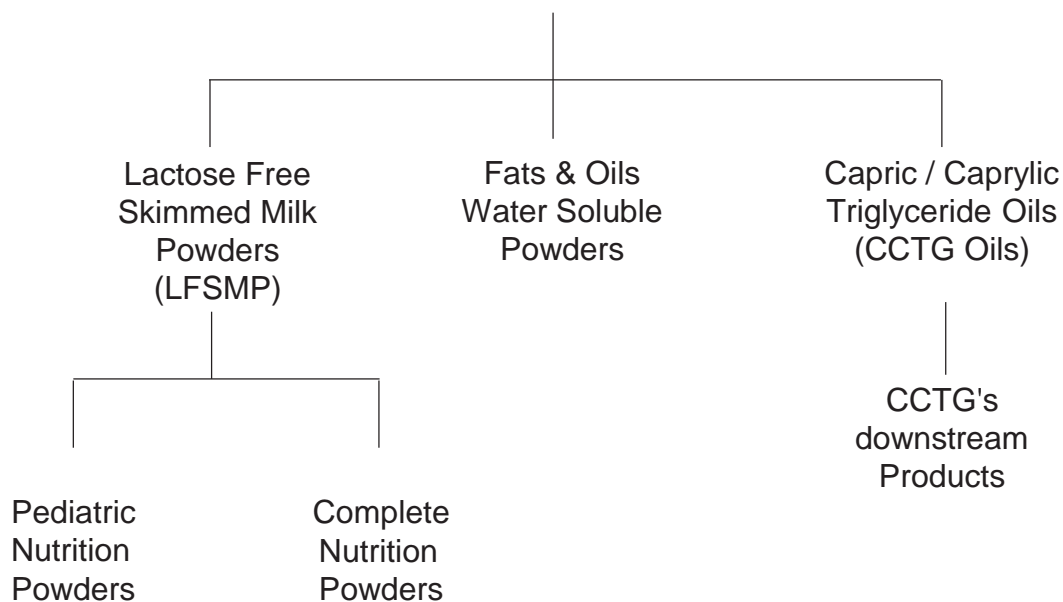 Lactose Free
Skimmed Milk
Powders
(LFSMP)
Fats & Oils
Water Soluble
Powders
Capric / Caprylic
Triglyceride Oils
(CCTG Oils)
CCTG's
downstream
Products
Pediatric
Nutrition
Powders
Complete
Nutrition
Powders